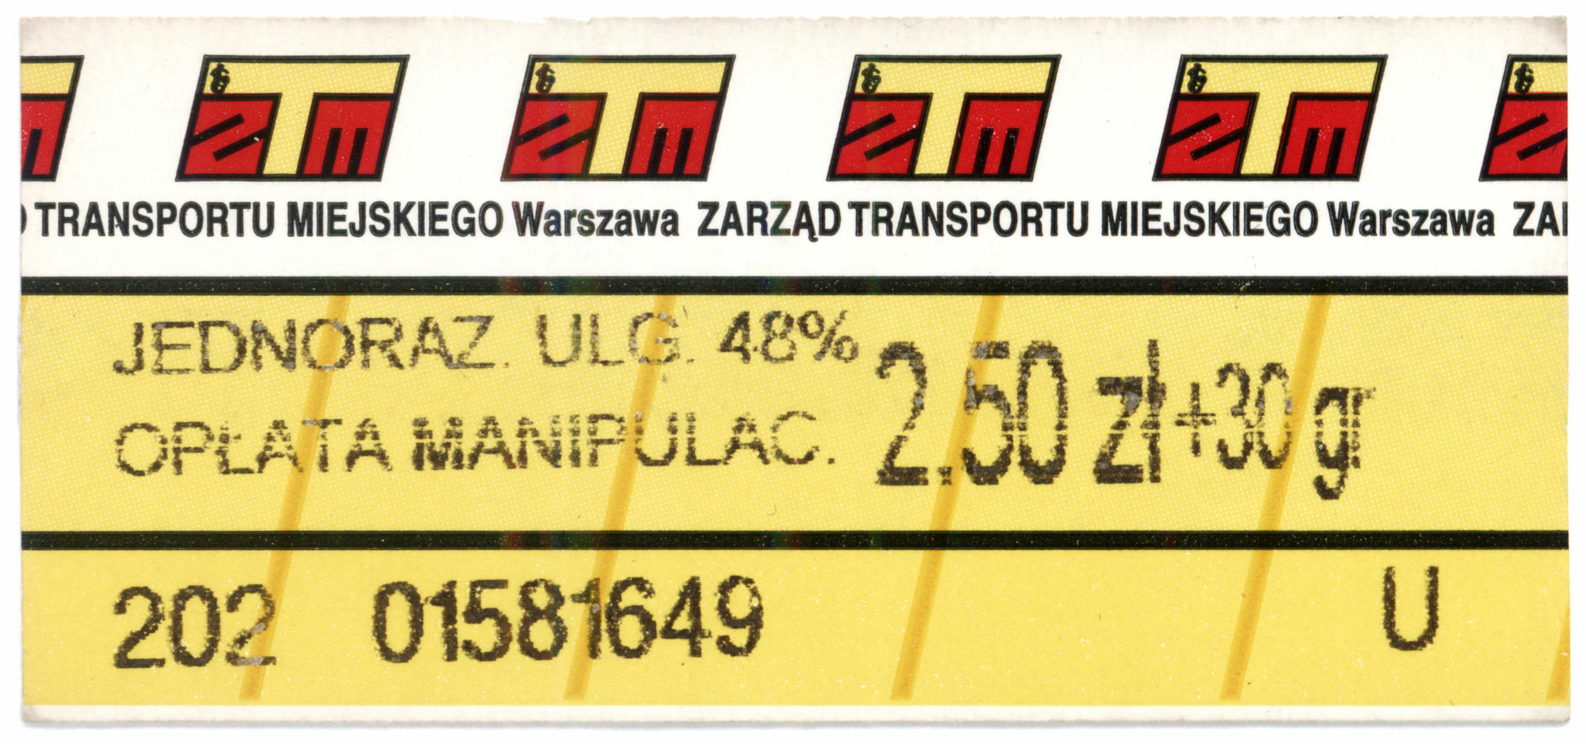 ZTM ZTM ZTM ZTM
TRANSPORTU MIEJSKIEGO Warszawa ZARZĄD TRANSPORTU MIEJSKIEGO Warszawa ZA
JEDNORAZ. ULG. 48%
OPŁATA MANIPULAC.
2.50 zł+30 gr
202 01581649 U